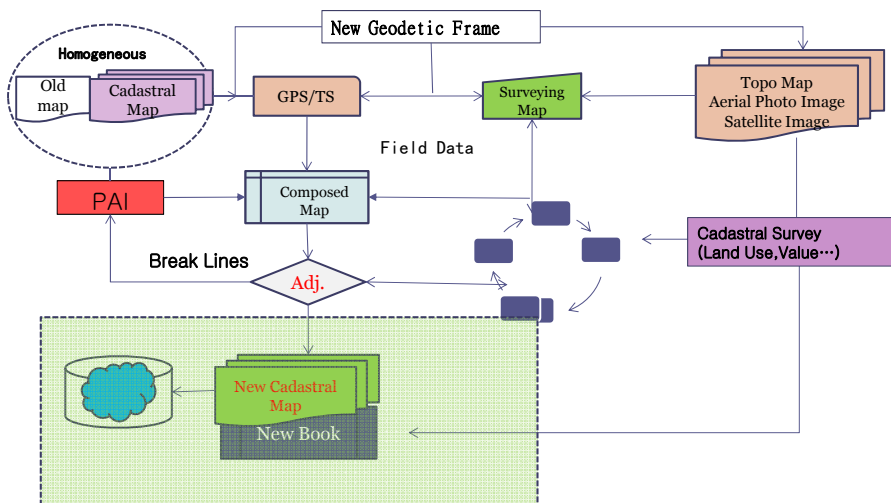 New Geodetic Frame
Homogeneous
Old
map
Cadastral
Map
GPS/TS
Surveying
Map
Topo Map
Aerial Photo Image
Satellite Image
Field Data
PAI
Composed
Map
Cadastral Survey
(Land Use,Value…)
Break Lines
Adj.
New Cadastral
Map
New Book